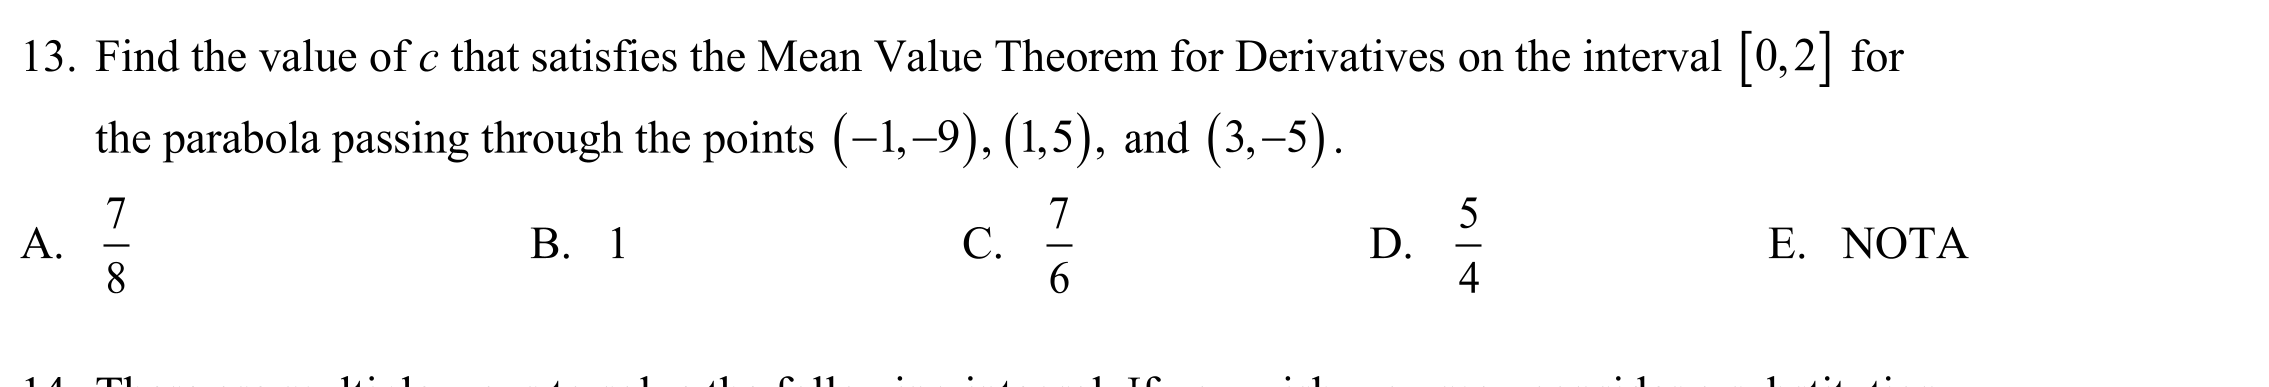 13. Find the value of c that satisfies the Mean Value Theorem for Derivatives on the interval [0,2] for
the parabola passing through the points (−1,−9), (1,5), and (3,−5).
A. 7/8 B. 1 C. 7/6 D. 5/4 E. NOTA